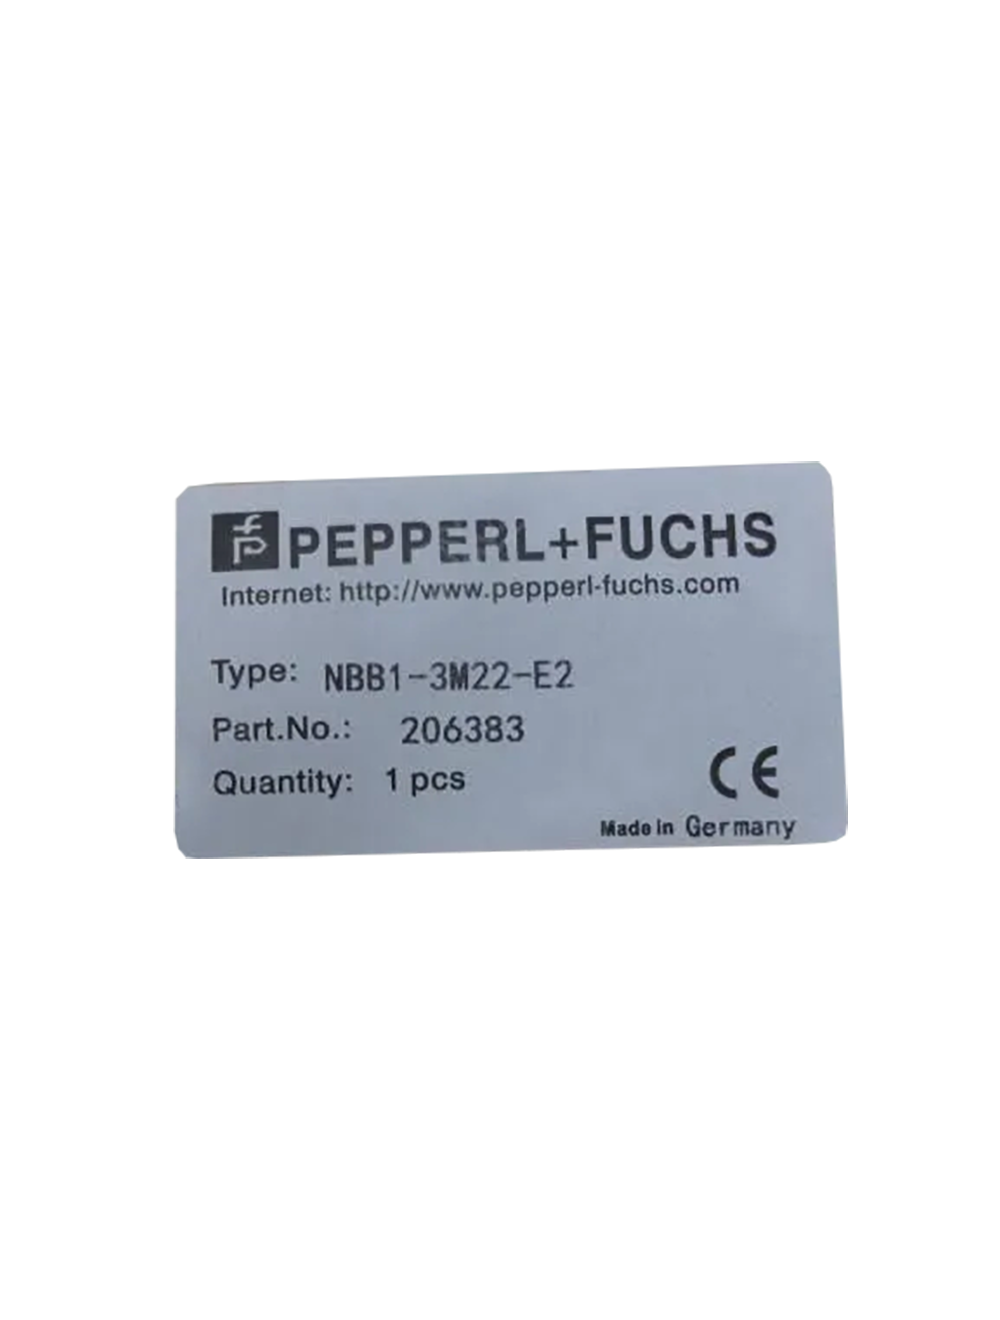 fp PEPPERL+FUCHS
Internet: http://www.pepperl-fuchs.com
Type: NBB1-3M22-E2
Part.No.: 206383
Quantity: 1 pcs
CE
Made in Germany